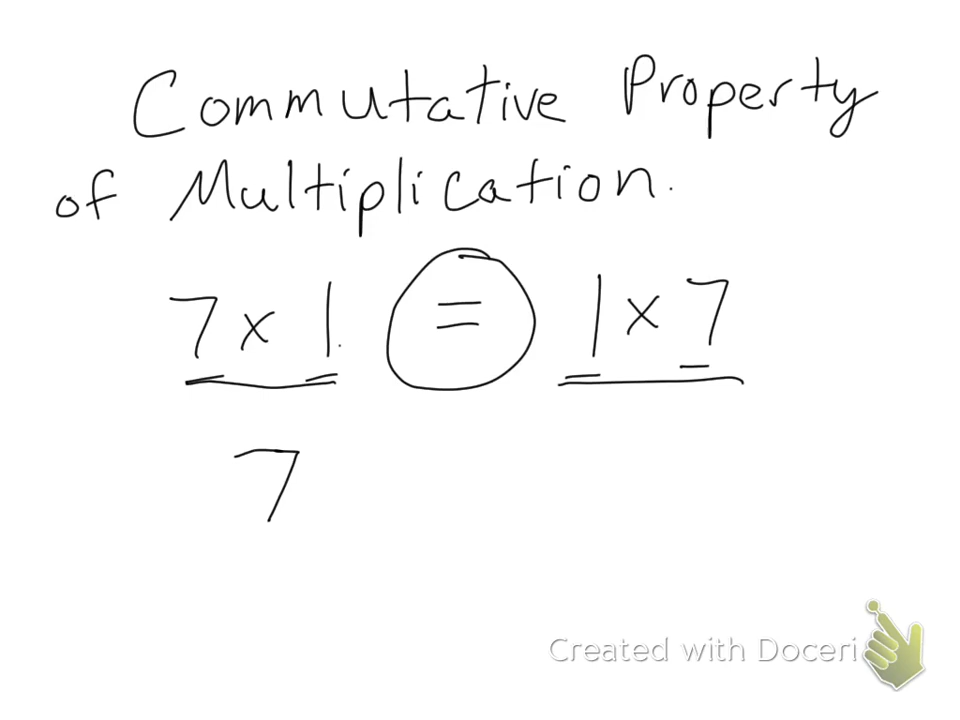 Commutative Property
of Multiplication.
7 x 1 = 1 x 7
7
Created with Doceri